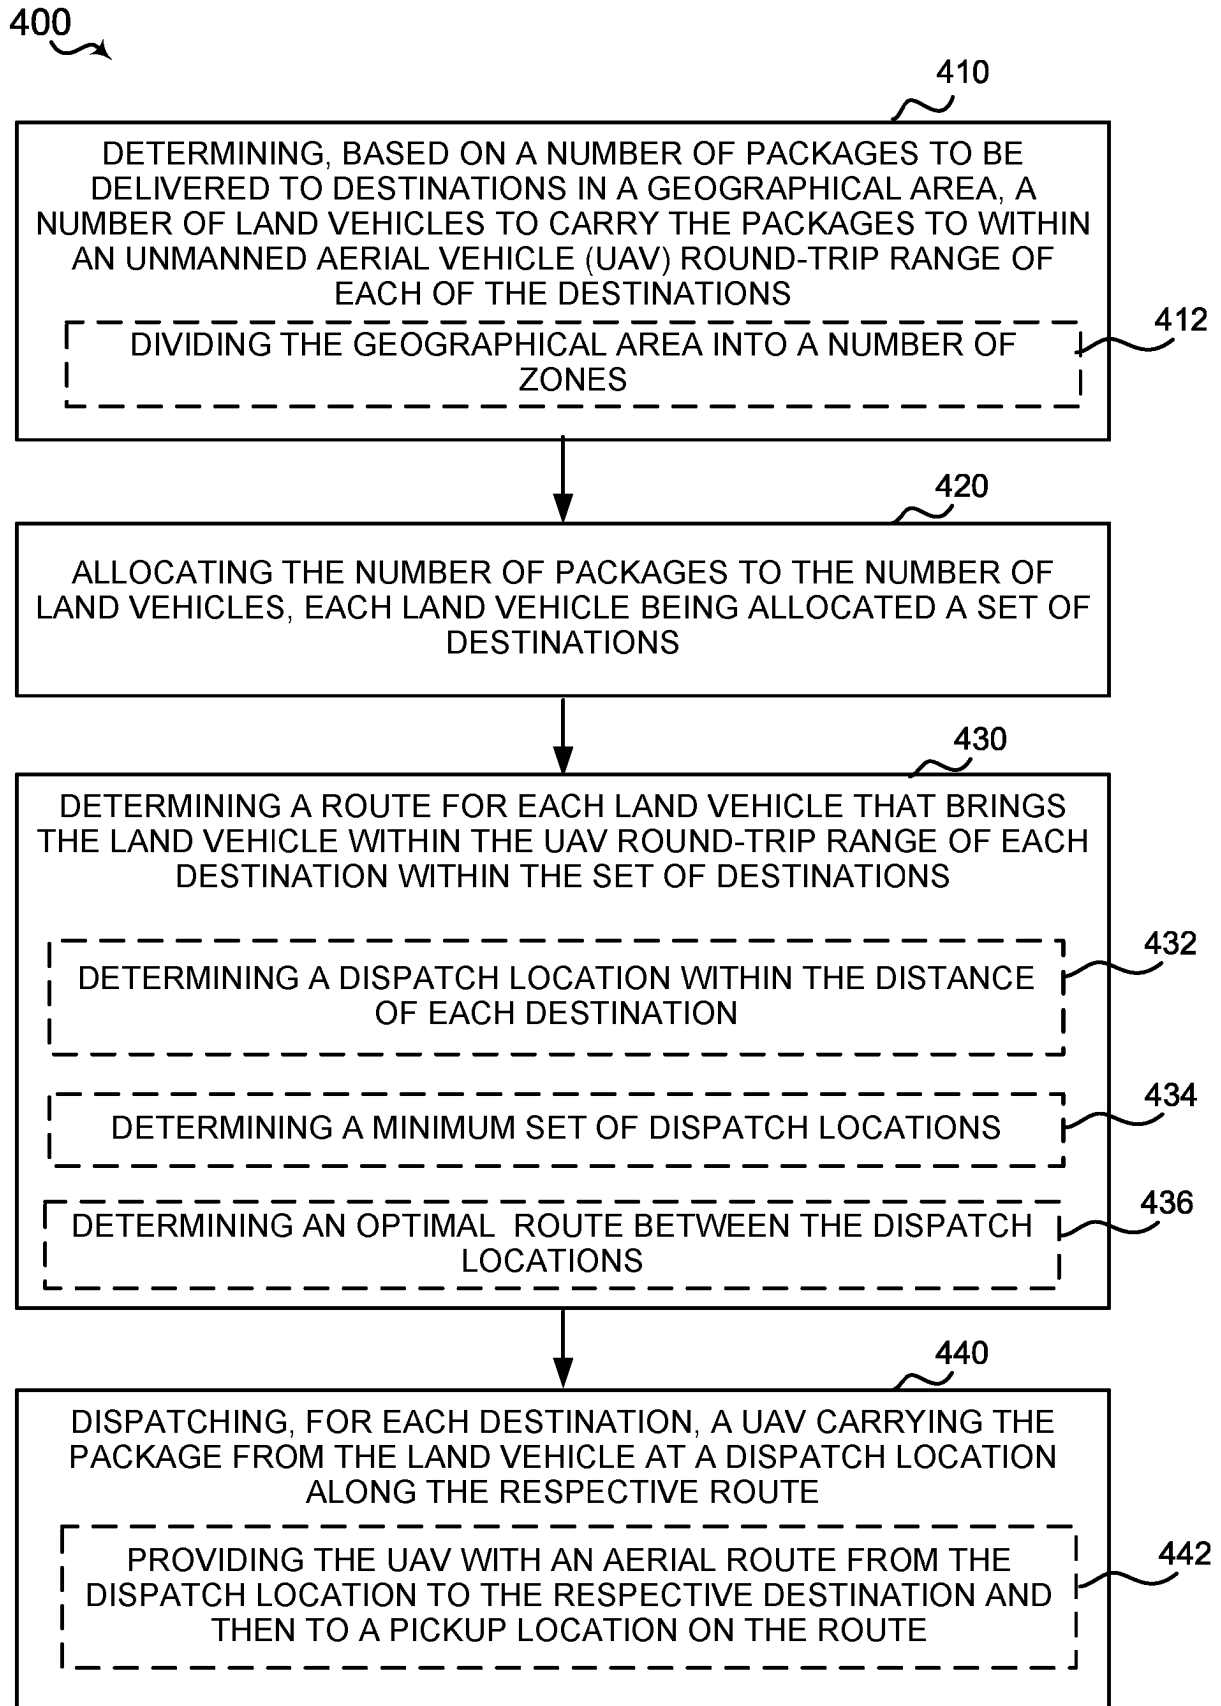 400
410
DETERMINING, BASED ON A NUMBER OF PACKAGES TO BE
DELIVERED TO DESTINATIONS IN A GEOGRAPHICAL AREA, A
NUMBER OF LAND VEHICLES TO CARRY THE PACKAGES TO WITHIN
AN UNMANNED AERIAL VEHICLE (UAV) ROUND-TRIP RANGE OF
EACH OF THE DESTINATIONS
412
DIVIDING THE GEOGRAPHICAL AREA INTO A NUMBER OF
ZONES
420
ALLOCATING THE NUMBER OF PACKAGES TO THE NUMBER OF
LAND VEHICLES, EACH LAND VEHICLE BEING ALLOCATED A SET OF
DESTINATIONS
430
DETERMINING A ROUTE FOR EACH LAND VEHICLE THAT BRINGS
THE LAND VEHICLE WITHIN THE UAV ROUND-TRIP RANGE OF EACH
DESTINATION WITHIN THE SET OF DESTINATIONS
432
DETERMINING A DISPATCH LOCATION WITHIN THE DISTANCE
OF EACH DESTINATION
434
DETERMINING A MINIMUM SET OF DISPATCH LOCATIONS
436
DETERMINING AN OPTIMAL ROUTE BETWEEN THE DISPATCH
LOCATIONS
440
DISPATCHING, FOR EACH DESTINATION, A UAV CARRYING THE
PACKAGE FROM THE LAND VEHICLE AT A DISPATCH LOCATION
ALONG THE RESPECTIVE ROUTE
442
PROVIDING THE UAV WITH AN AERIAL ROUTE FROM THE
DISPATCH LOCATION TO THE RESPECTIVE DESTINATION AND
THEN TO A PICKUP LOCATION ON THE ROUTE